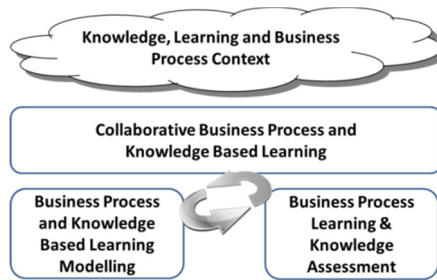 Knowledge, Learning and Business
Process Context
Collaborative Business Process and
Knowledge Based Learning
Business Process
and Knowledge
Based Learning
Modelling
Business Process
Learning &
Knowledge
Assessment